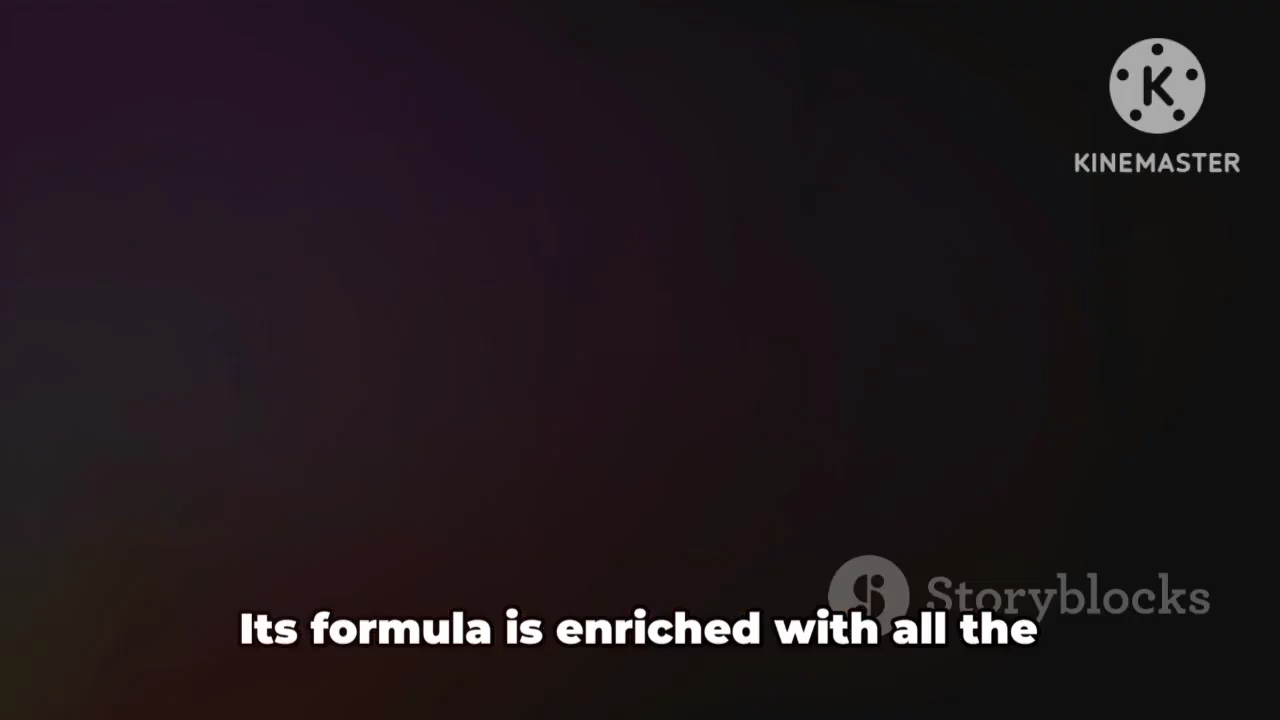 K
KINEMASTER
Storyblocks
Its formula is enriched with all the